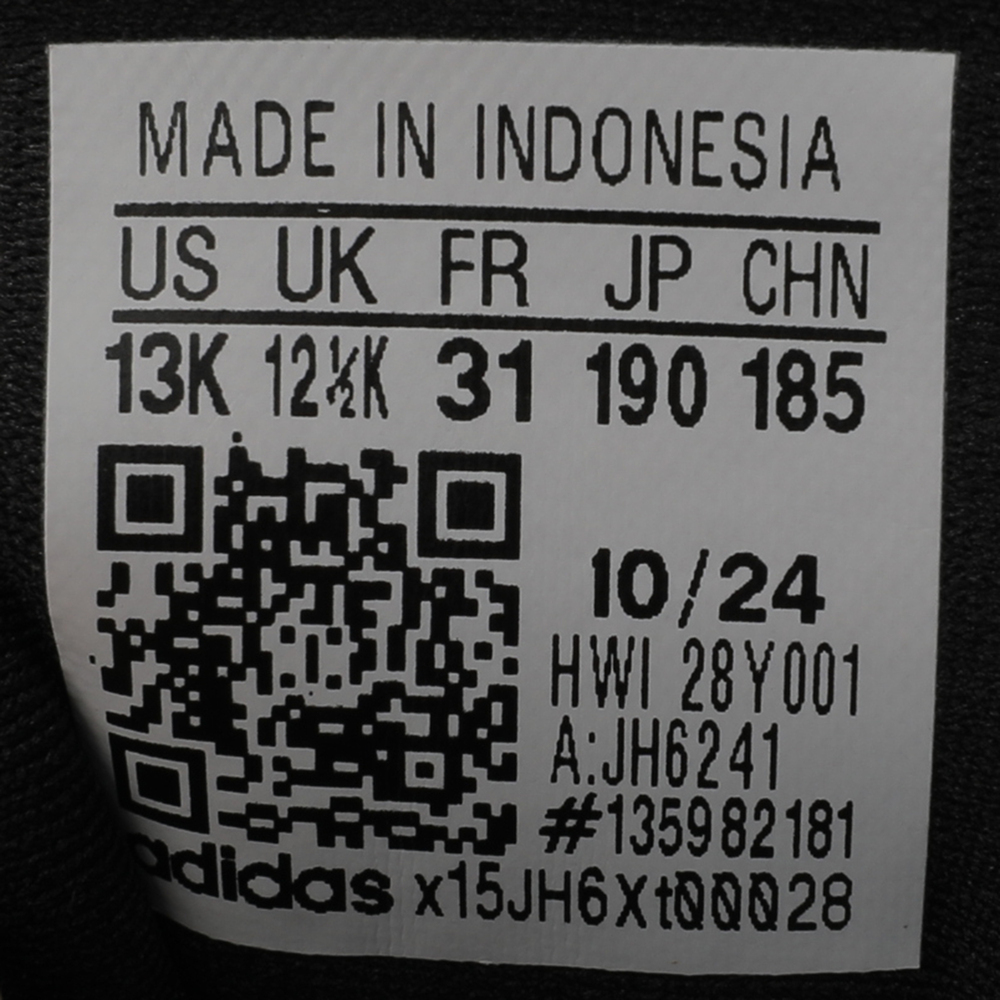 MADE IN INDONESIA
US UK FR JP CHN
13K 12½K 31 190 185
10/24
HWI 28Y001
A:JH6241
#135982181
adidas x15JH6Xt00028